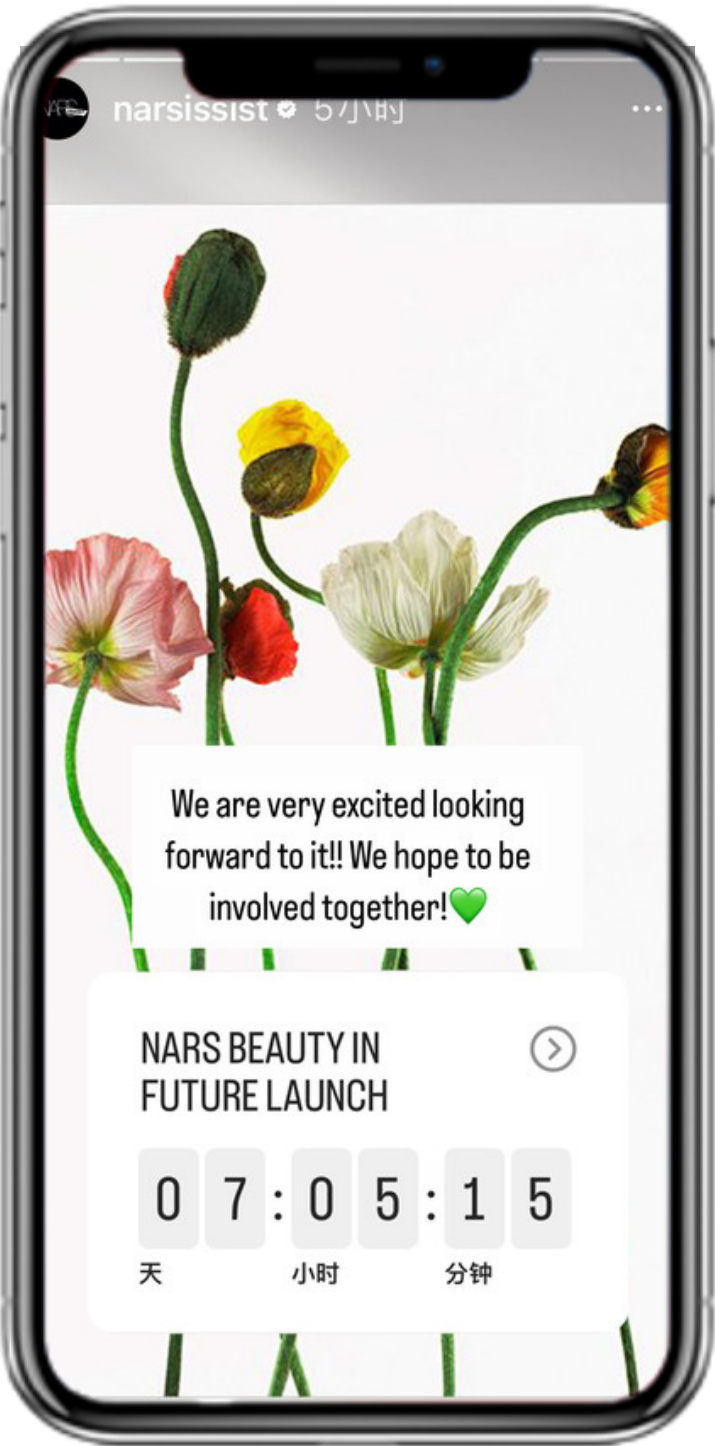 NARS
narsissist 5小时
We are very excited looking
forward to it!! We hope to be
involved together!💚
NARS BEAUTY IN
FUTURE LAUNCH
07:05:15
天 小时 分钟